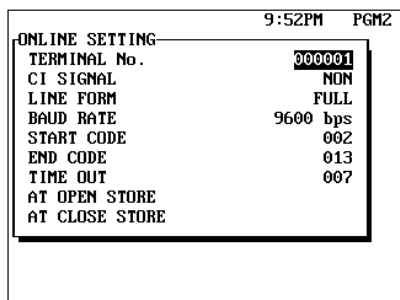 9:52PM PGM2
ONLINE SETTING
TERMINAL No. 000001
CI SIGNAL NON
LINE FORM FULL
BAUD RATE 9600 bps
START CODE 002
END CODE 013
TIME OUT 007
AT OPEN STORE
AT CLOSE STORE